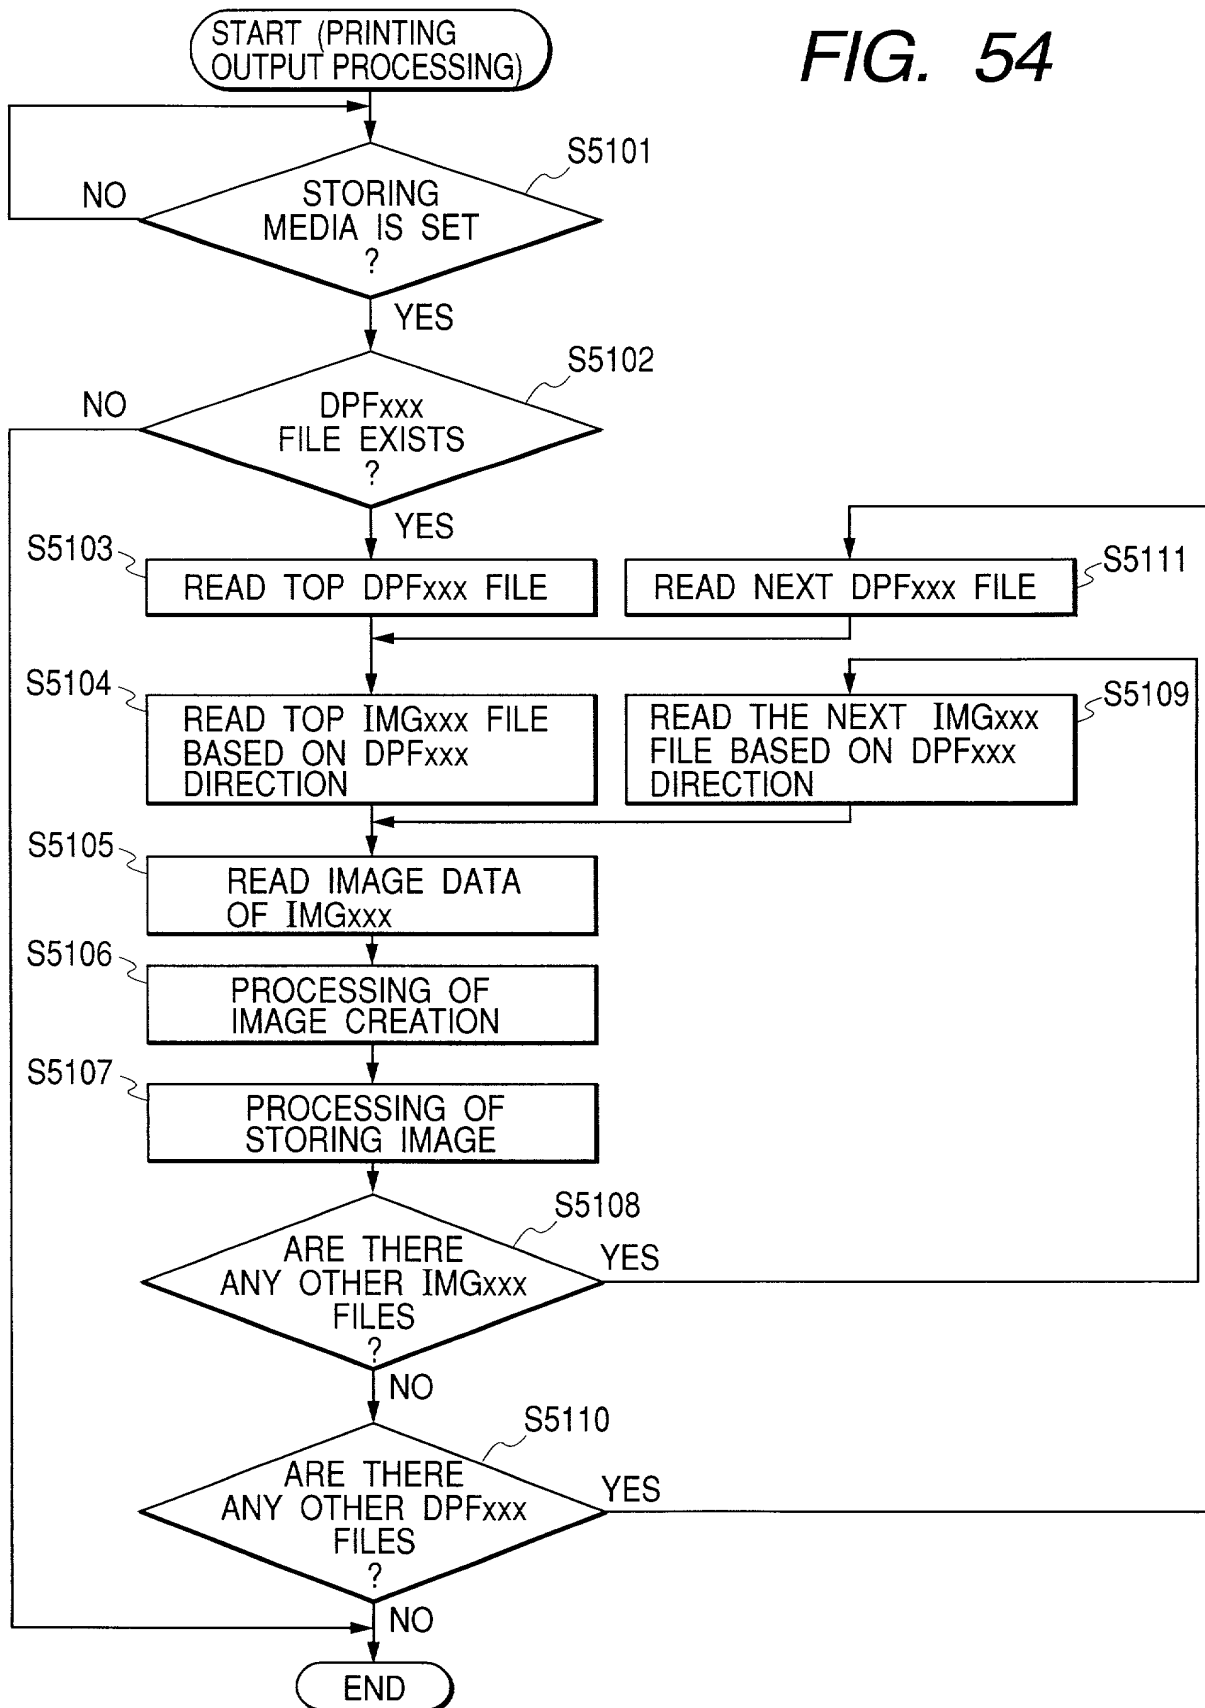 START (PRINTING
OUTPUT PROCESSING)
FIG. 54
S5101
NO
STORING
MEDIA IS SET
?
YES
S5102
NO
DPFxxx
FILE EXISTS
?
YES
S5103
READ TOP DPFxxx FILE
READ NEXT DPFxxx FILE
S5111
S5104
READ TOP IMGxxx FILE
BASED ON DPFxxx
DIRECTION
READ THE NEXT IMGxxx
FILE BASED ON DPFxxx
DIRECTION
S5109
S5105
READ IMAGE DATA
OF IMGxxx
S5106
PROCESSING OF
IMAGE CREATION
S5107
PROCESSING OF
STORING IMAGE
S5108
ARE THERE
ANY OTHER IMGxxx
FILES
?
YES
NO
S5110
ARE THERE
ANY OTHER DPFxxx
FILES
?
YES
NO
END